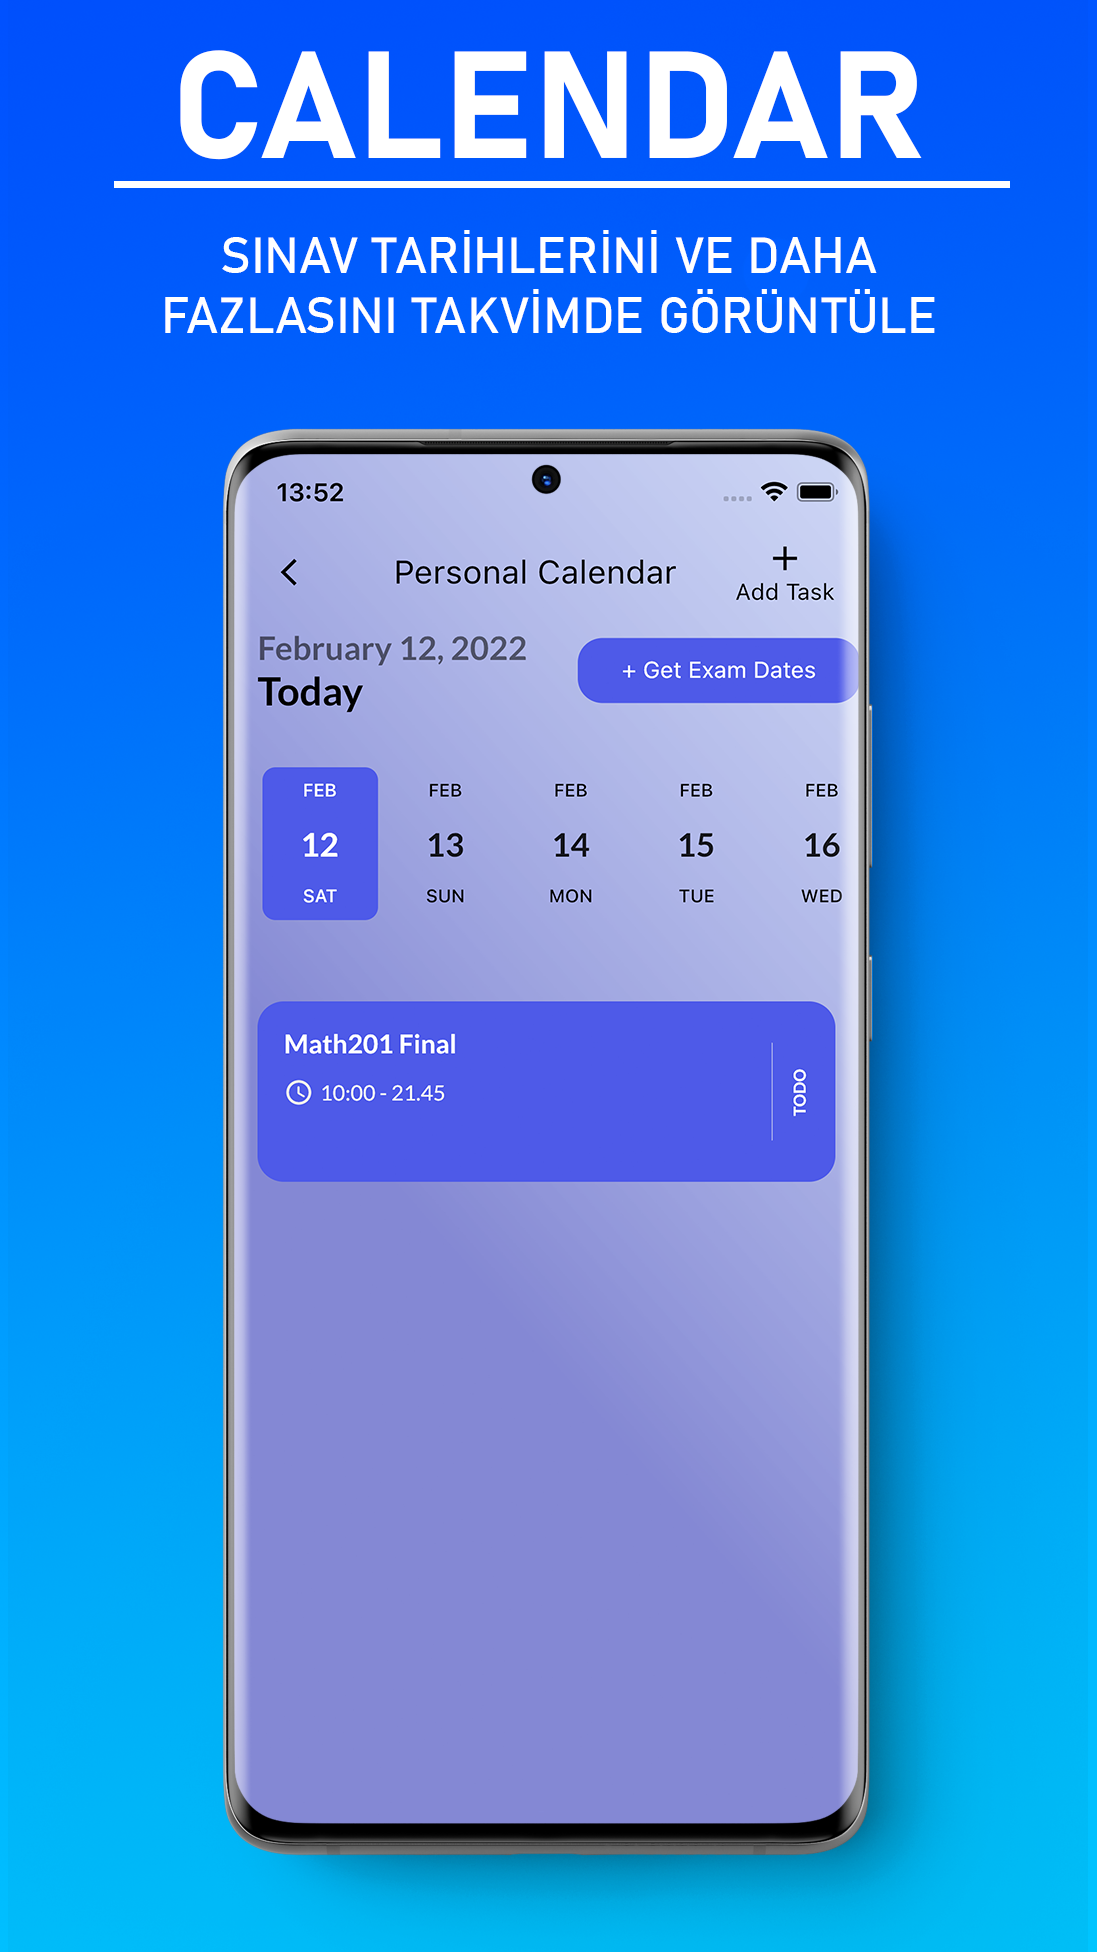 CALENDAR
SINAV TARİHLERİNİ VE DAHA
FAZLASINI TAKVİMDE GÖRÜNTÜLE
13:52
Personal Calendar
+
Add Task
February 12, 2022
Today
+ Get Exam Dates
FEB FEB FEB FEB FEB
12 13 14 15 16
SAT SUN MON TUE WED
Math201 Final
10:00 - 21.45
TODO